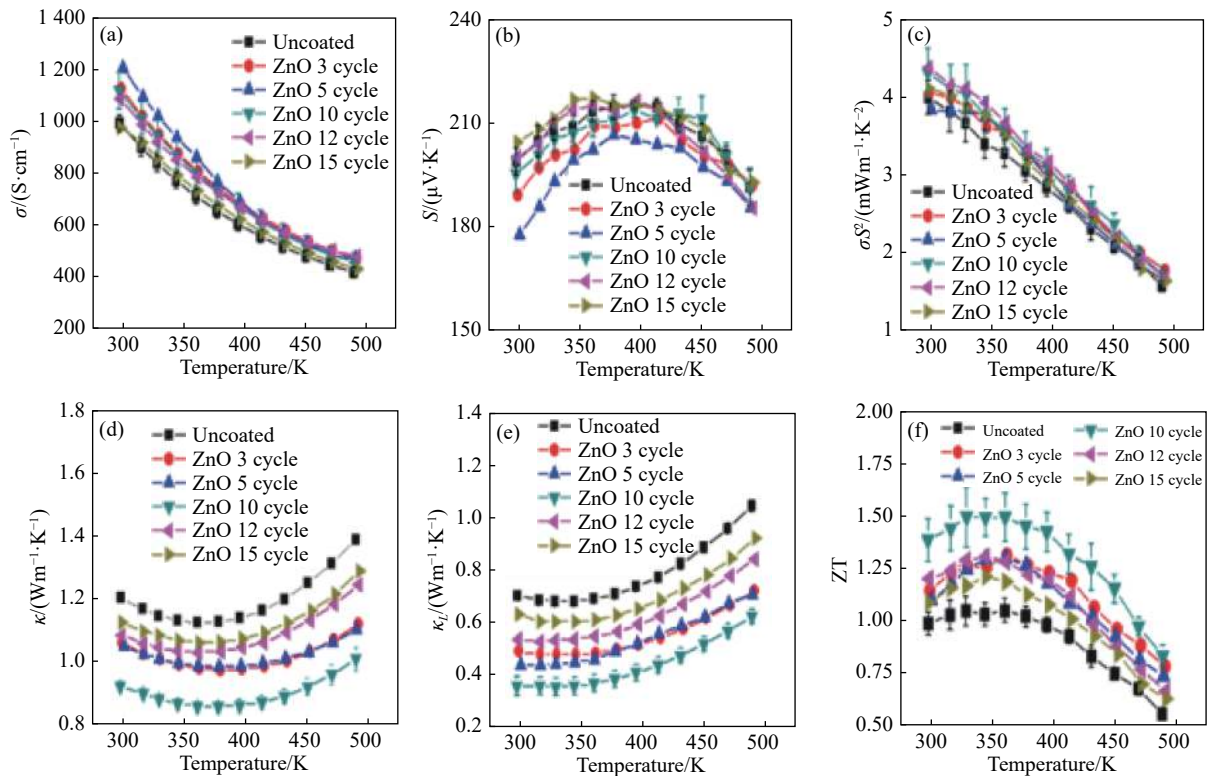 (a)
1 400
1 200
1 000
800
600
400
200
σ/(S·cm⁻¹)
Uncoated
ZnO 3 cycle
ZnO 5 cycle
ZnO 10 cycle
ZnO 12 cycle
ZnO 15 cycle
300 350 400 450 500
Temperature/K
(b)
240
210
180
150
S/(μV·K⁻¹)
Uncoated
ZnO 3 cycle
ZnO 5 cycle
ZnO 10 cycle
ZnO 12 cycle
ZnO 15 cycle
300 350 400 450 500
Temperature/K
(c)
5
4
3
2
1
σS²/(mWm⁻¹·K⁻²)
Uncoated
ZnO 3 cycle
ZnO 5 cycle
ZnO 10 cycle
ZnO 12 cycle
ZnO 15 cycle
300 350 400 450 500
Temperature/K
(d)
1.8
1.6
1.4
1.2
1.0
0.8
κ/(Wm⁻¹·K⁻¹)
Uncoated
ZnO 3 cycle
ZnO 5 cycle
ZnO 10 cycle
ZnO 12 cycle
ZnO 15 cycle
300 350 400 450 500
Temperature/K
(e)
1.4
1.2
1.0
0.8
0.6
0.4
0.2
κₗ/(Wm⁻¹·K⁻¹)
Uncoated
ZnO 3 cycle
ZnO 5 cycle
ZnO 10 cycle
ZnO 12 cycle
ZnO 15 cycle
300 350 400 450 500
Temperature/K
(f)
2.00
1.75
1.50
1.25
1.00
0.75
0.50
ZT
Uncoated ZnO 10 cycle
ZnO 3 cycle ZnO 12 cycle
ZnO 5 cycle ZnO 15 cycle
300 350 400 450 500
Temperature/K